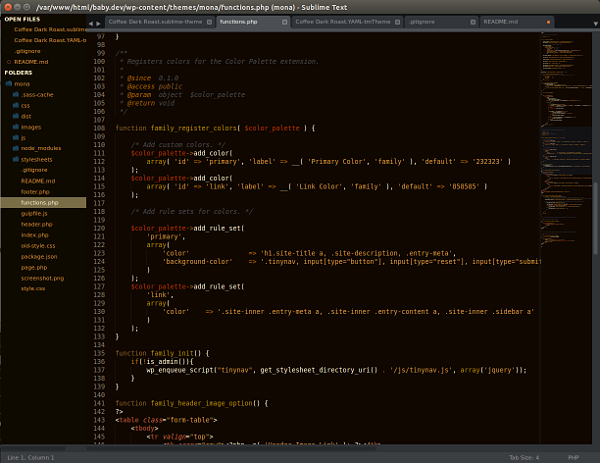 /var/www/html/baby.dev/wp-content/themes/mona/functions.php (mona) - Sublime Text
OPEN FILES
Coffee Dark Roast.sublime-
Coffee Dark Roast.YAML-t
.gitignore
README.md
FOLDERS
mona
.sass-cache
css
dist
images
js
node_modules
stylesheets
.gitignore
README.md
footer.php
functions.php
gulpfile.js
header.php
index.php
old-style.css
package.json
page.php
screenshot.png
style.css
Coffee Dark Roast.sublime-theme
functions.php
Coffee Dark Roast.YAML-tmTheme
.gitignore
README.md
97 }
98
99 /**
100 * Registers colors for the Color Palette extension.
101 *
102 * @since 0.1.0
103 * @access public
104 * @param object $color_palette
105 * @return void
106 */
107
108 function family_register_colors( $color_palette ) {
109
110 /* Add custom colors. */
111 $color_palette->add_color(
112 array( 'id' => 'primary', 'label' => __( 'Primary Color', 'family' ), 'default' => '232323' )
113 );
114 $color_palette->add_color(
115 array( 'id' => 'link', 'label' => __( 'Link Color', 'family' ), 'default' => '858585' )
116 );
117
118 /* Add rule sets for colors. */
119
120 $color_palette->add_rule_set(
121 'primary',
122 array(
123 'color' => 'h1.site-title a, .site-description, .entry-meta',
124 'background-color' => '.tinynav, input[type="button"], input[type="reset"], input[type="submit
125 )
126 );
127 $color_palette->add_rule_set(
128 'link',
129 array(
130 'color' => '.site-inner .entry-meta a, .site-inner .entry-content a, .site-inner .sidebar a'
131 )
132 );
133 }
134
135 function family_init() {
136 if(!is_admin()){
137 wp_enqueue_script("tinynav", get_stylesheet_directory_uri() . '/js/tinynav.js', array('jquery'));
138 }
139 }
140
141 function family_header_image_option() {
142 ?>
143 <table class="form-table">
144 <tbody>
145 <tr valign="top">
Line 1, Column 1
Tab Size: 4
PHP